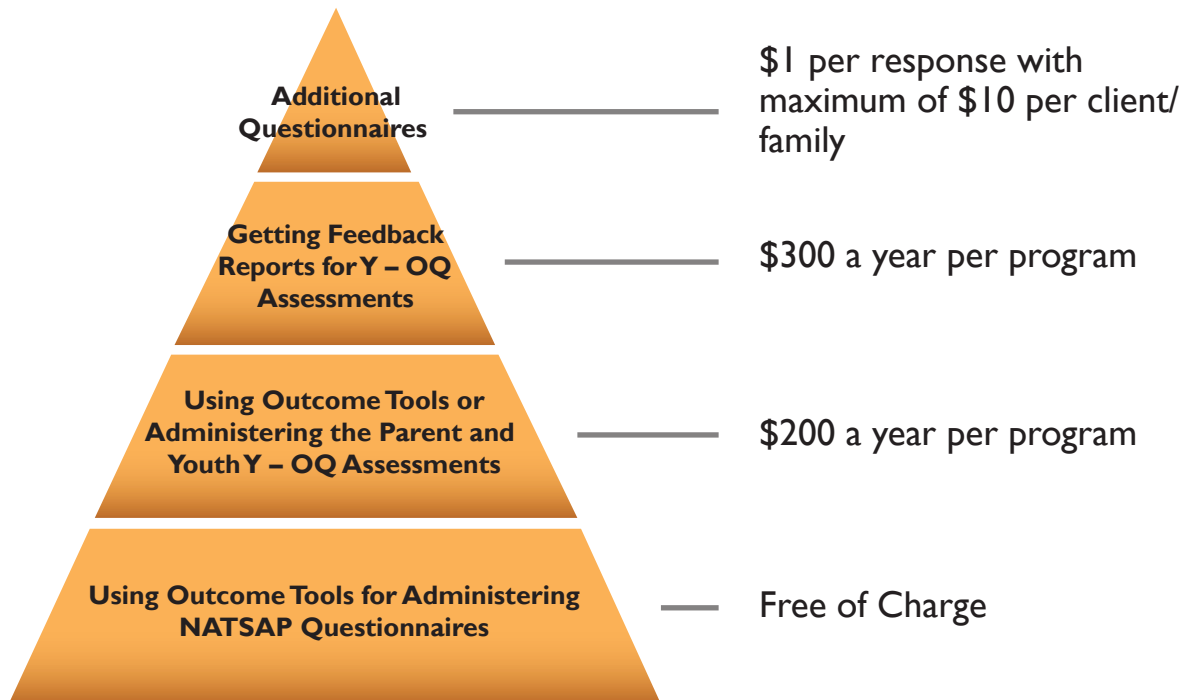 Additional
Questionnaires
$1 per response with
maximum of $10 per client/
family
Getting Feedback
Reports for Y – OQ
Assessments
$300 a year per program
Using Outcome Tools or
Administering the Parent and
Youth Y – OQ Assessments
$200 a year per program
Using Outcome Tools for Administering
NATSAP Questionnaires
Free of Charge